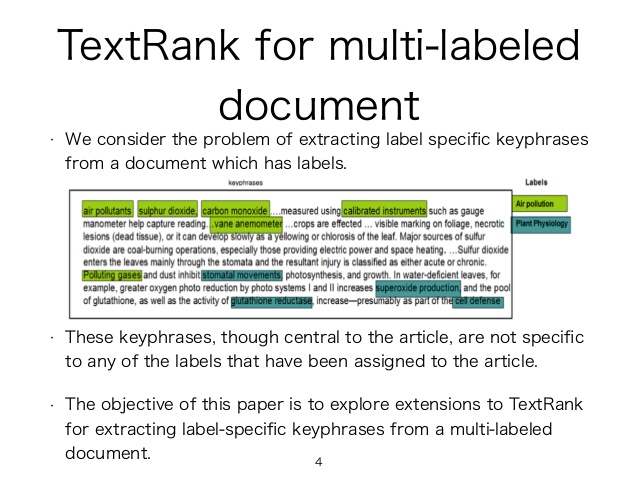 TextRank for multi-labeled
document
· We consider the problem of extracting label specific keyphrases
from a document which has labels.
keyphrases
Labels
air pollutants sulphur dioxide, carbon monoxide ....measured using calibrated instruments such as gauge
Air pollution
manometer help capture reading...vane anemometer ...crops are effected ... visible marking on foliage, necrotic
Plant Physiology
lesions (dead tissue), or it can develop slowly as a yellowing or chlorosis of the leaf. Major sources of sulfur
dioxide are coal-burning operations, especially those providing electric power and space heating. ...Sulfur dioxide
enters the leaves mainly through the stomata and the resultant injury is classified as either acute or chronic.
Polluting gases and dust inhibit stomatal movements, photosynthesis, and growth. In water-deficient leaves, for
example, greater oxygen photo reduction by photo systems I and II increases superoxide production, and the pool
of glutathione, as well as the activity of glutathione reductase, increase—presumably as part of the cell defense
· These keyphrases, though central to the article, are not specific
to any of the labels that have been assigned to the article.
· The objective of this paper is to explore extensions to TextRank
for extracting label-specific keyphrases from a multi-labeled
document.
4